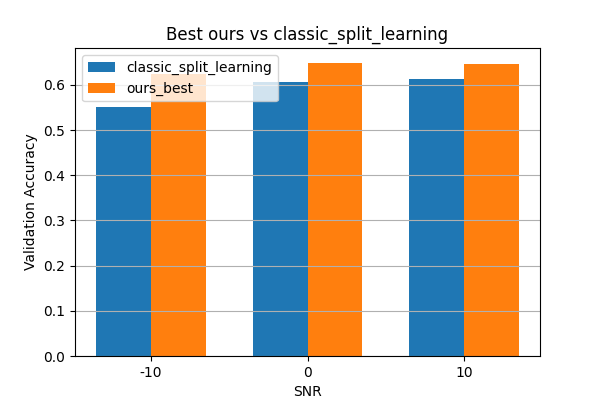 Best ours vs classic_split_learning
classic_split_learning
ours_best
Validation Accuracy
0.6
0.5
0.4
0.3
0.2
0.1
0.0
-10
0
10
SNR